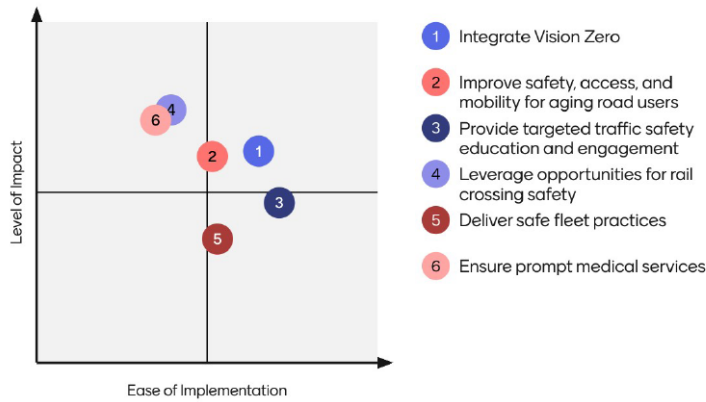 1 Integrate Vision Zero
2 Improve safety, access, and
mobility for aging road users
3 Provide targeted traffic safety
education and engagement
4 Leverage opportunities for rail
crossing safety
5 Deliver safe fleet practices
6 Ensure prompt medical services
Level of Impact
4
6
2
1
3
5
Ease of Implementation